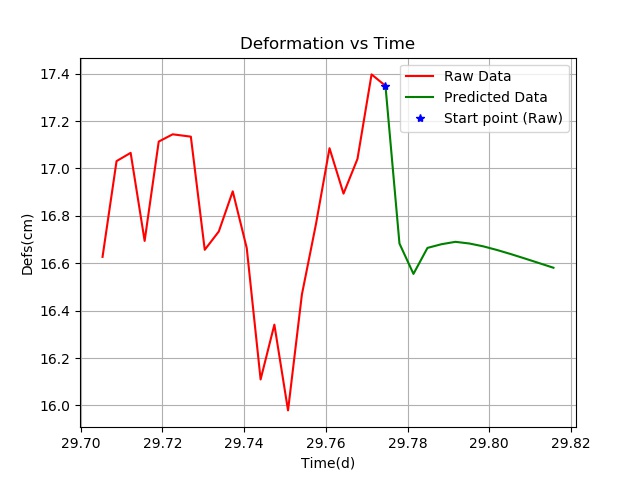 Deformation vs Time
Raw Data
Predicted Data
Start point (Raw)
Defs(cm)
17.4
17.2
17.0
16.8
16.6
16.4
16.2
16.0
29.70 29.72 29.74 29.76 29.78 29.80 29.82
Time(d)